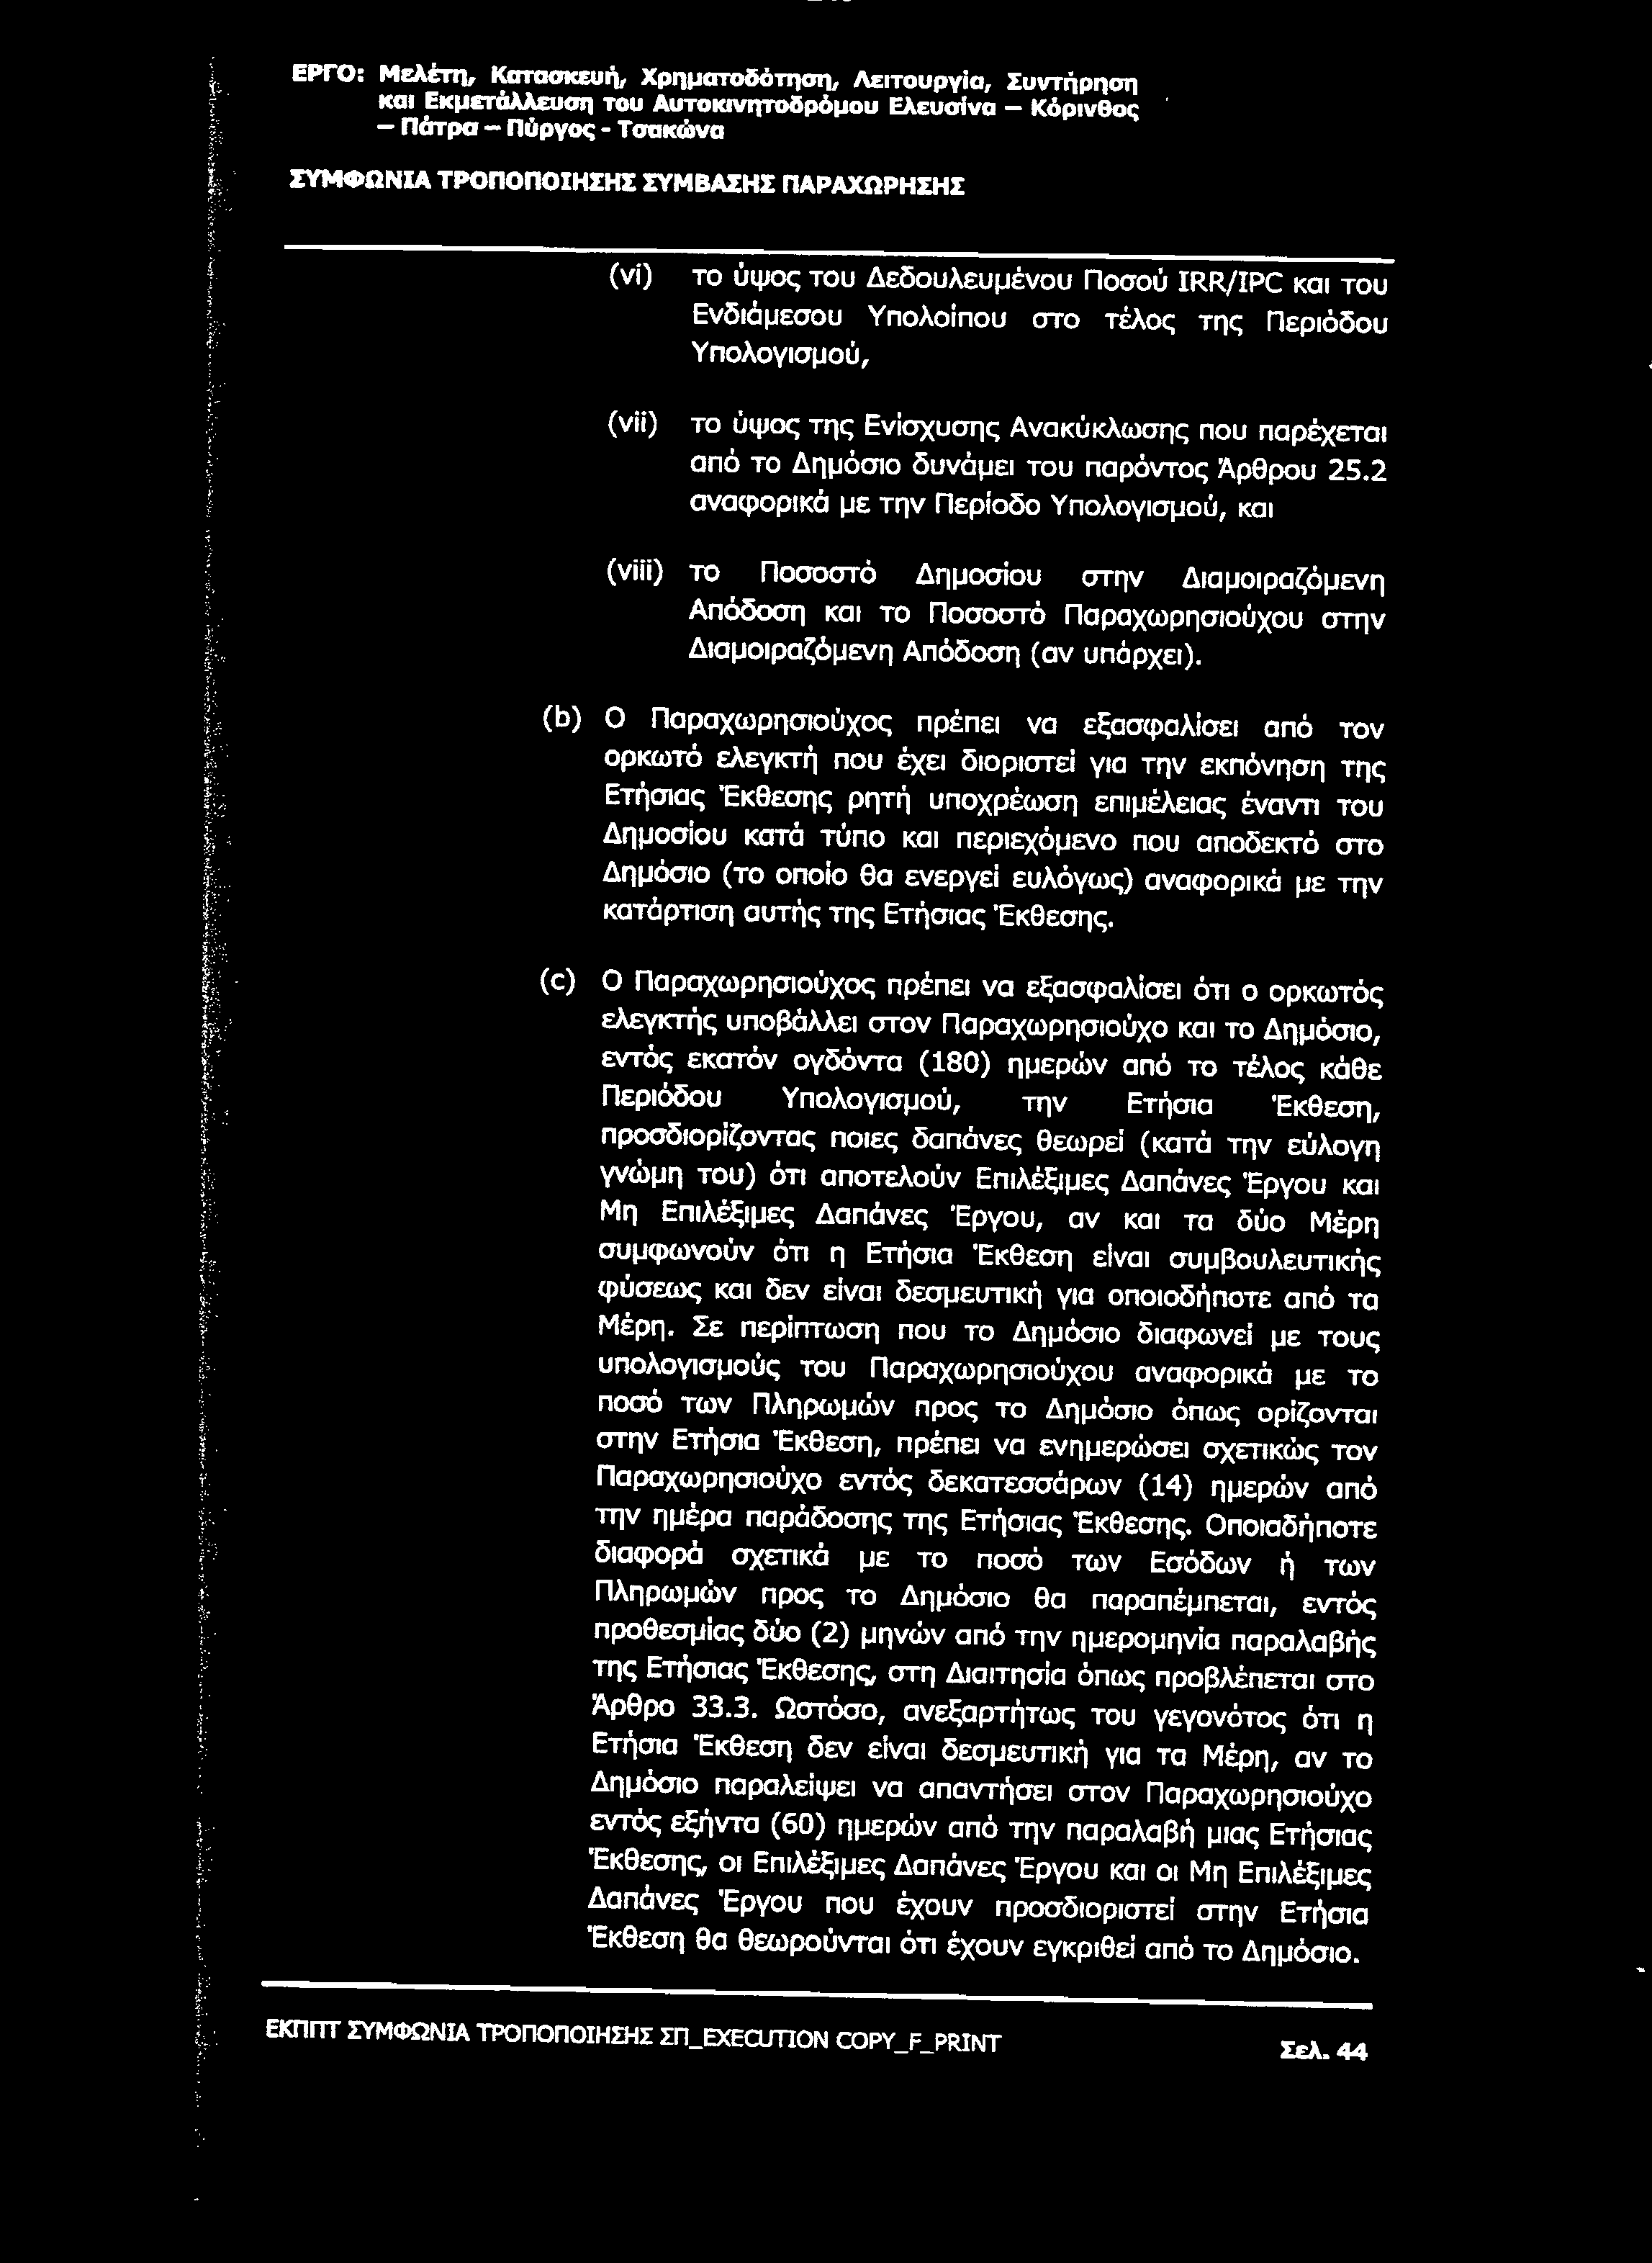 ΕΡΓΟ: Μελέτη, Κατασκευή, Χρηματοδότηση, Λειτουργία, Συντήρηση
και Εκμετάλλευση του Αυτοκινητοδρόμου Ελευσίνα – Κόρινθος
– Πάτρα – Πύργος - Τσακώνα
ΣΥΜΦΩΝΙΑ ΤΡΟΠΟΠΟΙΗΣΗΣ ΣΥΜΒΑΣΗΣ ΠΑΡΑΧΩΡΗΣΗΣ
(vi) το ύψος του Δεδουλευμένου Ποσού IRR/IPC και του
Ενδιάμεσου Υπολοίπου στο τέλος της Περιόδου
Υπολογισμού,
(vii) το ύψος της Ενίσχυσης Ανακύκλωσης που παρέχεται
από το Δημόσιο δυνάμει του παρόντος Άρθρου 25.2
αναφορικά με την Περίοδο Υπολογισμού, και
(viii) το Ποσοστό Δημοσίου στην Διαμοιραζόμενη
Απόδοση και το Ποσοστό Παραχωρησιούχου στην
Διαμοιραζόμενη Απόδοση (αν υπάρχει).
(b) Ο Παραχωρησιούχος πρέπει να εξασφαλίσει από τον
ορκωτό ελεγκτή που έχει διοριστεί για την εκπόνηση της
Ετήσιας Έκθεσης ρητή υποχρέωση επιμέλειας έναντι του
Δημοσίου κατά τύπο και περιεχόμενο που αποδεκτό στο
Δημόσιο (το οποίο θα ενεργεί ευλόγως) αναφορικά με την
κατάρτιση αυτής της Ετήσιας Έκθεσης.
(c) Ο Παραχωρησιούχος πρέπει να εξασφαλίσει ότι ο ορκωτός
ελεγκτής υποβάλλει στον Παραχωρησιούχο και το Δημόσιο,
εντός εκατόν ογδόντα (180) ημερών από το τέλος κάθε
Περιόδου Υπολογισμού, την Ετήσια Έκθεση,
προσδιορίζοντας ποιες δαπάνες θεωρεί (κατά την εύλογη
γνώμη του) ότι αποτελούν Επιλέξιμες Δαπάνες Έργου και
Μη Επιλέξιμες Δαπάνες Έργου, αν και τα δύο Μέρη
συμφωνούν ότι η Ετήσια Έκθεση είναι συμβουλευτικής
φύσεως και δεν είναι δεσμευτική για οποιοδήποτε από τα
Μέρη. Σε περίπτωση που το Δημόσιο διαφωνεί με τους
υπολογισμούς του Παραχωρησιούχου αναφορικά με το
ποσό των Πληρωμών προς το Δημόσιο όπως ορίζονται
στην Ετήσια Έκθεση, πρέπει να ενημερώσει σχετικώς τον
Παραχωρησιούχο εντός δεκατεσσάρων (14) ημερών από
την ημέρα παράδοσης της Ετήσιας Έκθεσης. Οποιαδήποτε
διαφορά σχετικά με το ποσό των Εσόδων ή των
Πληρωμών προς το Δημόσιο θα παραπέμπεται, εντός
προθεσμίας δύο (2) μηνών από την ημερομηνία παραλαβής
της Ετήσιας Έκθεσης, στη Διαιτησία όπως προβλέπεται στο
Άρθρο 33.3. Ωστόσο, ανεξαρτήτως του γεγονότος ότι η
Ετήσια Έκθεση δεν είναι δεσμευτική για τα Μέρη, αν το
Δημόσιο παραλείψει να απαντήσει στον Παραχωρησιούχο
εντός εξήντα (60) ημερών από την παραλαβή μιας Ετήσιας
Έκθεσης, οι Επιλέξιμες Δαπάνες Έργου και οι Μη Επιλέξιμες
Δαπάνες Έργου που έχουν προσδιοριστεί στην Ετήσια
Έκθεση θα θεωρούνται ότι έχουν εγκριθεί από το Δημόσιο.
ΕΚΠΠΤ ΣΥΜΦΩΝΙΑ ΤΡΟΠΟΠΟΙΗΣΗΣ ΣΠ_EXECUTION COPY_F_PRINT
Σελ. 44